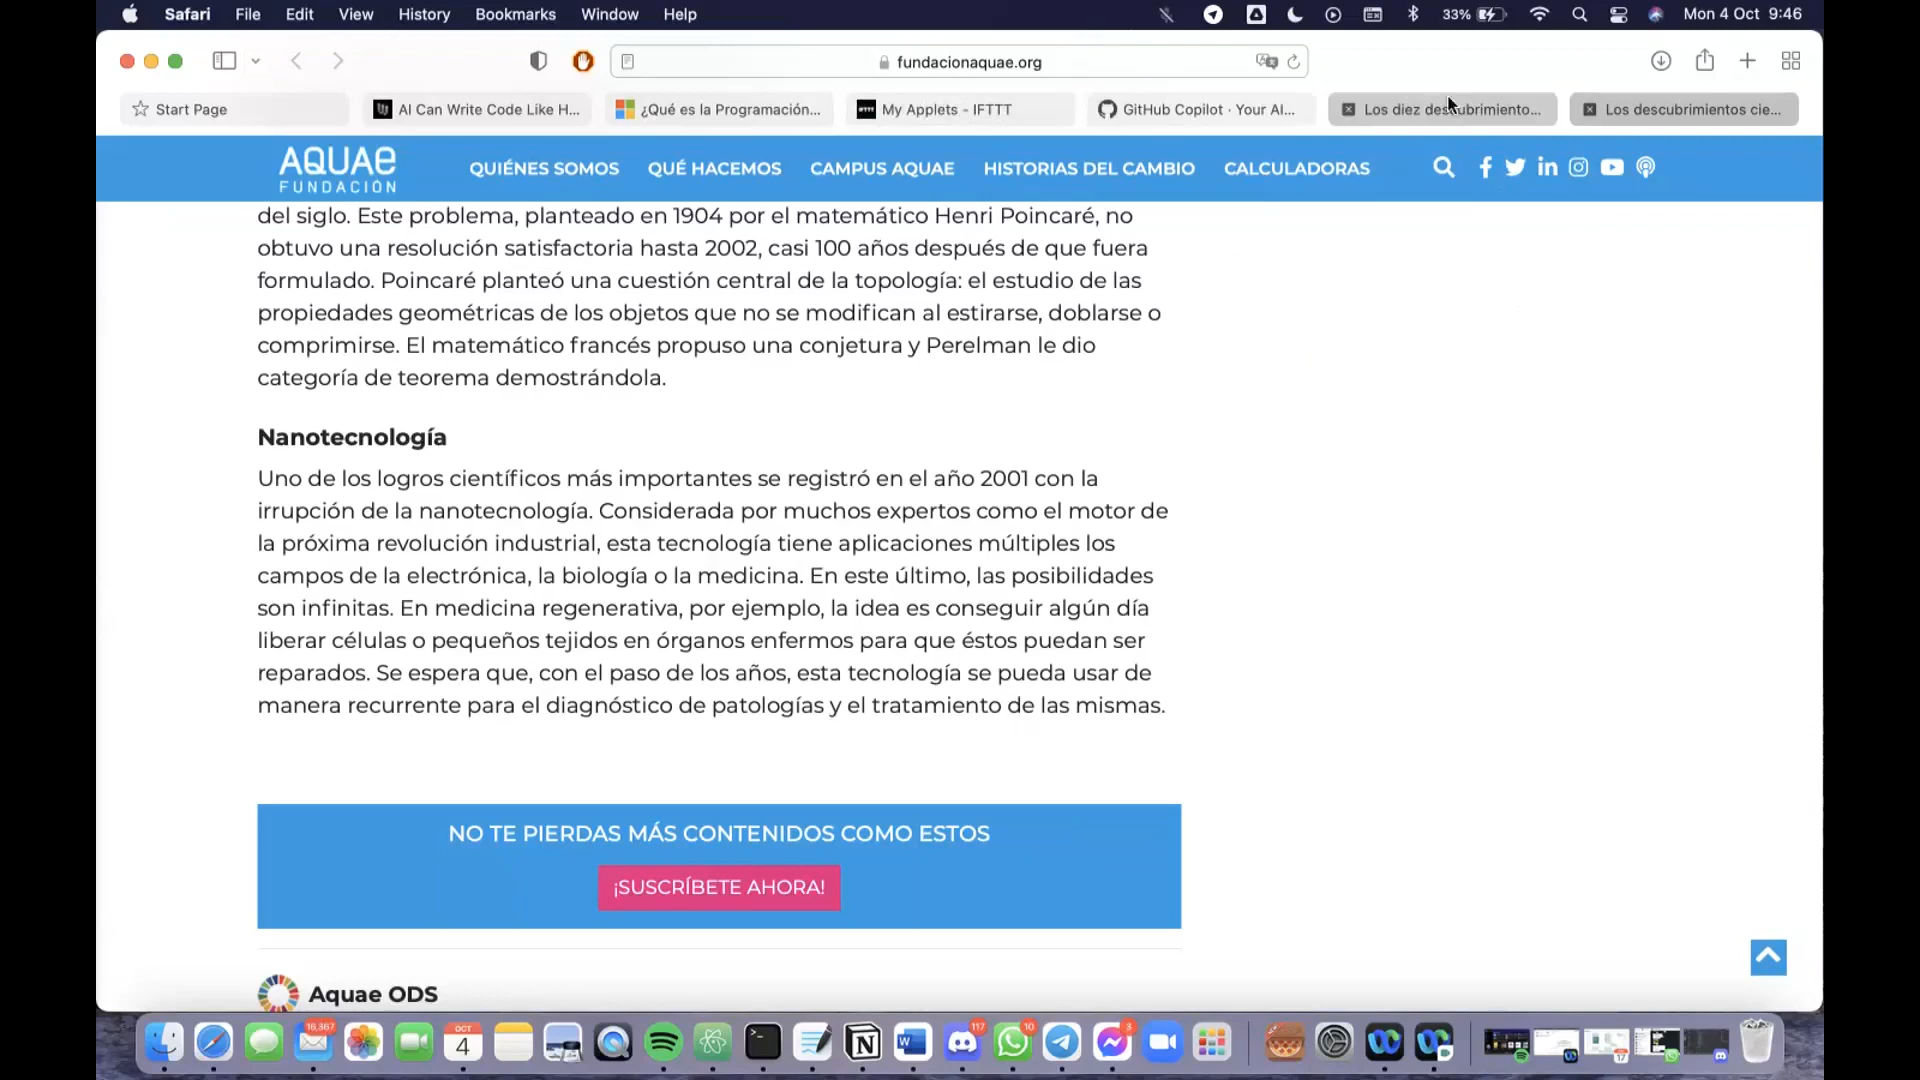 Safari File Edit View History Bookmarks Window Help 33% Mon 4 Oct 9:46
fundacionaquae.org
Start Page
AI Can Write Code Like H...
¿Qué es la Programación...
My Applets - IFTTT
GitHub Copilot · Your AI...
Los diez descubrimiento...
Los descubrimientos cie...
AQUAE
FUNDACIÓN
QUIÉNES SOMOS QUÉ HACEMOS CAMPUS AQUAE HISTORIAS DEL CAMBIO CALCULADORAS
del siglo. Este problema, planteado en 1904 por el matemático Henri Poincaré, no
obtuvo una resolución satisfactoria hasta 2002, casi 100 años después de que fuera
formulado. Poincaré planteó una cuestión central de la topología: el estudio de las
propiedades geométricas de los objetos que no se modifican al estirarse, doblarse o
comprimirse. El matemático francés propuso una conjetura y Perelman le dio
categoría de teorema demostrándola.
Nanotecnología
Uno de los logros científicos más importantes se registró en el año 2001 con la
irrupción de la nanotecnología. Considerada por muchos expertos como el motor de
la próxima revolución industrial, esta tecnología tiene aplicaciones múltiples los
campos de la electrónica, la biología o la medicina. En este último, las posibilidades
son infinitas. En medicina regenerativa, por ejemplo, la idea es conseguir algún día
liberar células o pequeños tejidos en órganos enfermos para que éstos puedan ser
reparados. Se espera que, con el paso de los años, esta tecnología se pueda usar de
manera recurrente para el diagnóstico de patologías y el tratamiento de las mismas.
NO TE PIERDAS MÁS CONTENIDOS COMO ESTOS
¡SUSCRÍBETE AHORA!
Aquae ODS
16,367
OCT
4
117
10
3